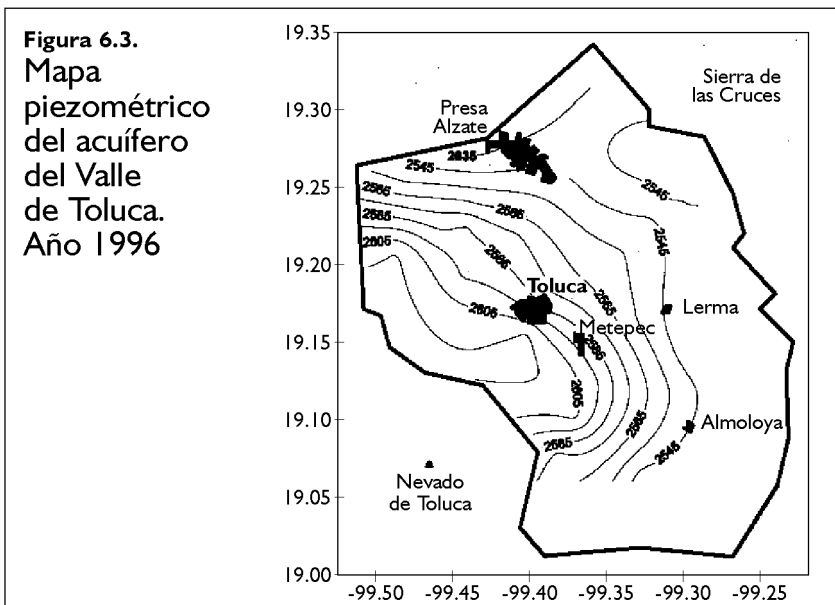 Figura 6.3.
Mapa
piezométrico
del acuífero
del Valle
de Toluca.
Año 1996
19.35
19.30
19.25
19.20
19.15
19.10
19.05
19.00
-99.50
-99.45
-99.40
-99.35
-99.30
-99.25
Sierra de
las Cruces
Presa
Alzate
2635
2545
2565
2585
2605
2565
2585
2545
2545
Toluca
2605
2565
Metepec
2585
Lerma
2605
2565
2565
2545
Almoloya
Nevado
de Toluca